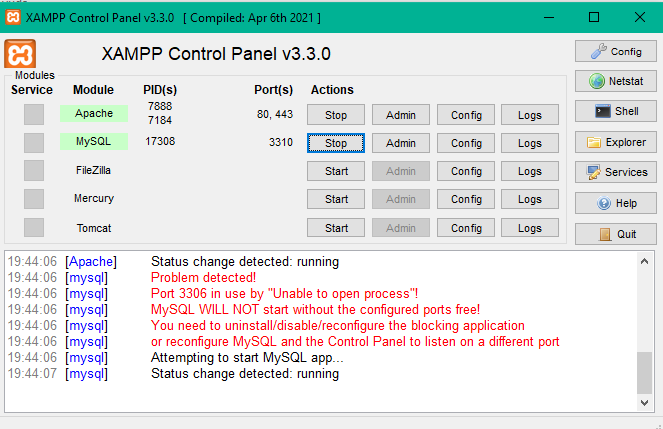 XAMPP Control Panel v3.3.0 [ Compiled: Apr 6th 2021 ]
XAMPP Control Panel v3.3.0
Config
Modules
Service Module PID(s) Port(s) Actions
Netstat
Apache 7888 7184 80, 443 Stop Admin Config Logs
Shell
MySQL 17308 3310 Stop Admin Config Logs
Explorer
FileZilla Start Admin Config Logs
Services
Mercury Start Admin Config Logs
Help
Tomcat Start Admin Config Logs
Quit
19:44:06 [Apache] Status change detected: running
19:44:06 [mysql] Problem detected!
19:44:06 [mysql] Port 3306 in use by "Unable to open process"!
19:44:06 [mysql] MySQL WILL NOT start without the configured ports free!
19:44:06 [mysql] You need to uninstall/disable/reconfigure the blocking application
19:44:06 [mysql] or reconfigure MySQL and the Control Panel to listen on a different port
19:44:06 [mysql] Attempting to start MySQL app...
19:44:07 [mysql] Status change detected: running